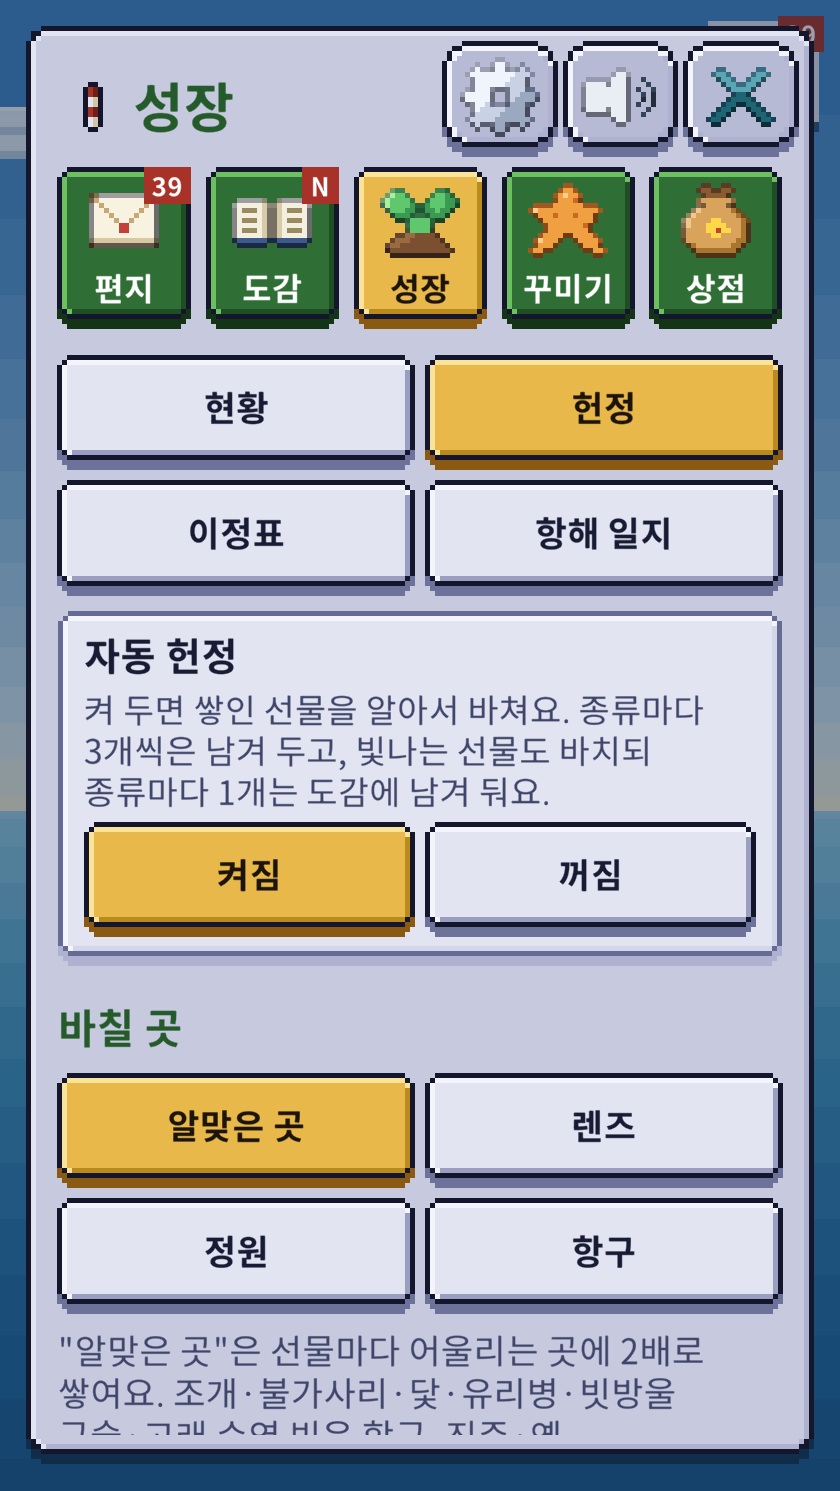 성장
39
편지
N
도감
성장
꾸미기
상점
현황
헌정
이정표
항해 일지
자동 헌정
켜 두면 쌓인 선물을 알아서 바쳐요. 종류마다
3개씩은 남겨 두고, 빛나는 선물도 바치되
종류마다 1개는 도감에 남겨 둬요.
켜짐
꺼짐
바칠 곳
알맞은 곳
렌즈
정원
항구
"알맞은 곳"은 선물마다 어울리는 곳에 2배로
쌓여요. 조개·불가사리·닻·유리병·빗방울